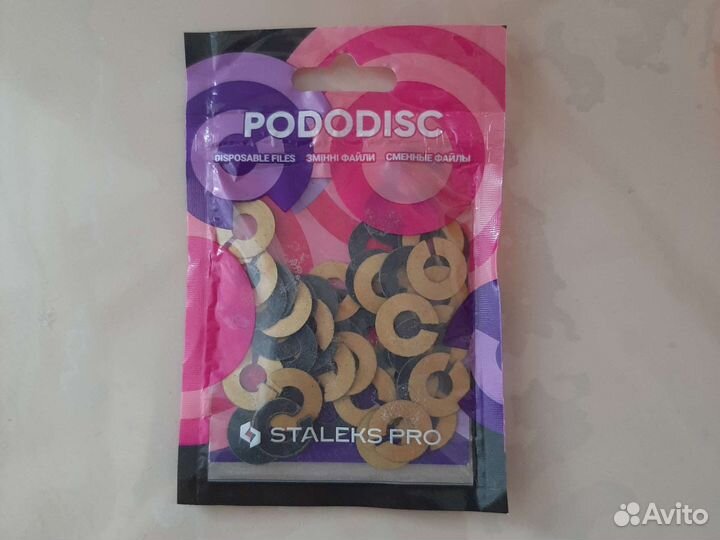 PODODISC
DISPOSABLE FILES ЗМІННІ ФАЙЛИ СМЕННЫЕ ФАЙЛЫ
STALEKS PRO
Avito